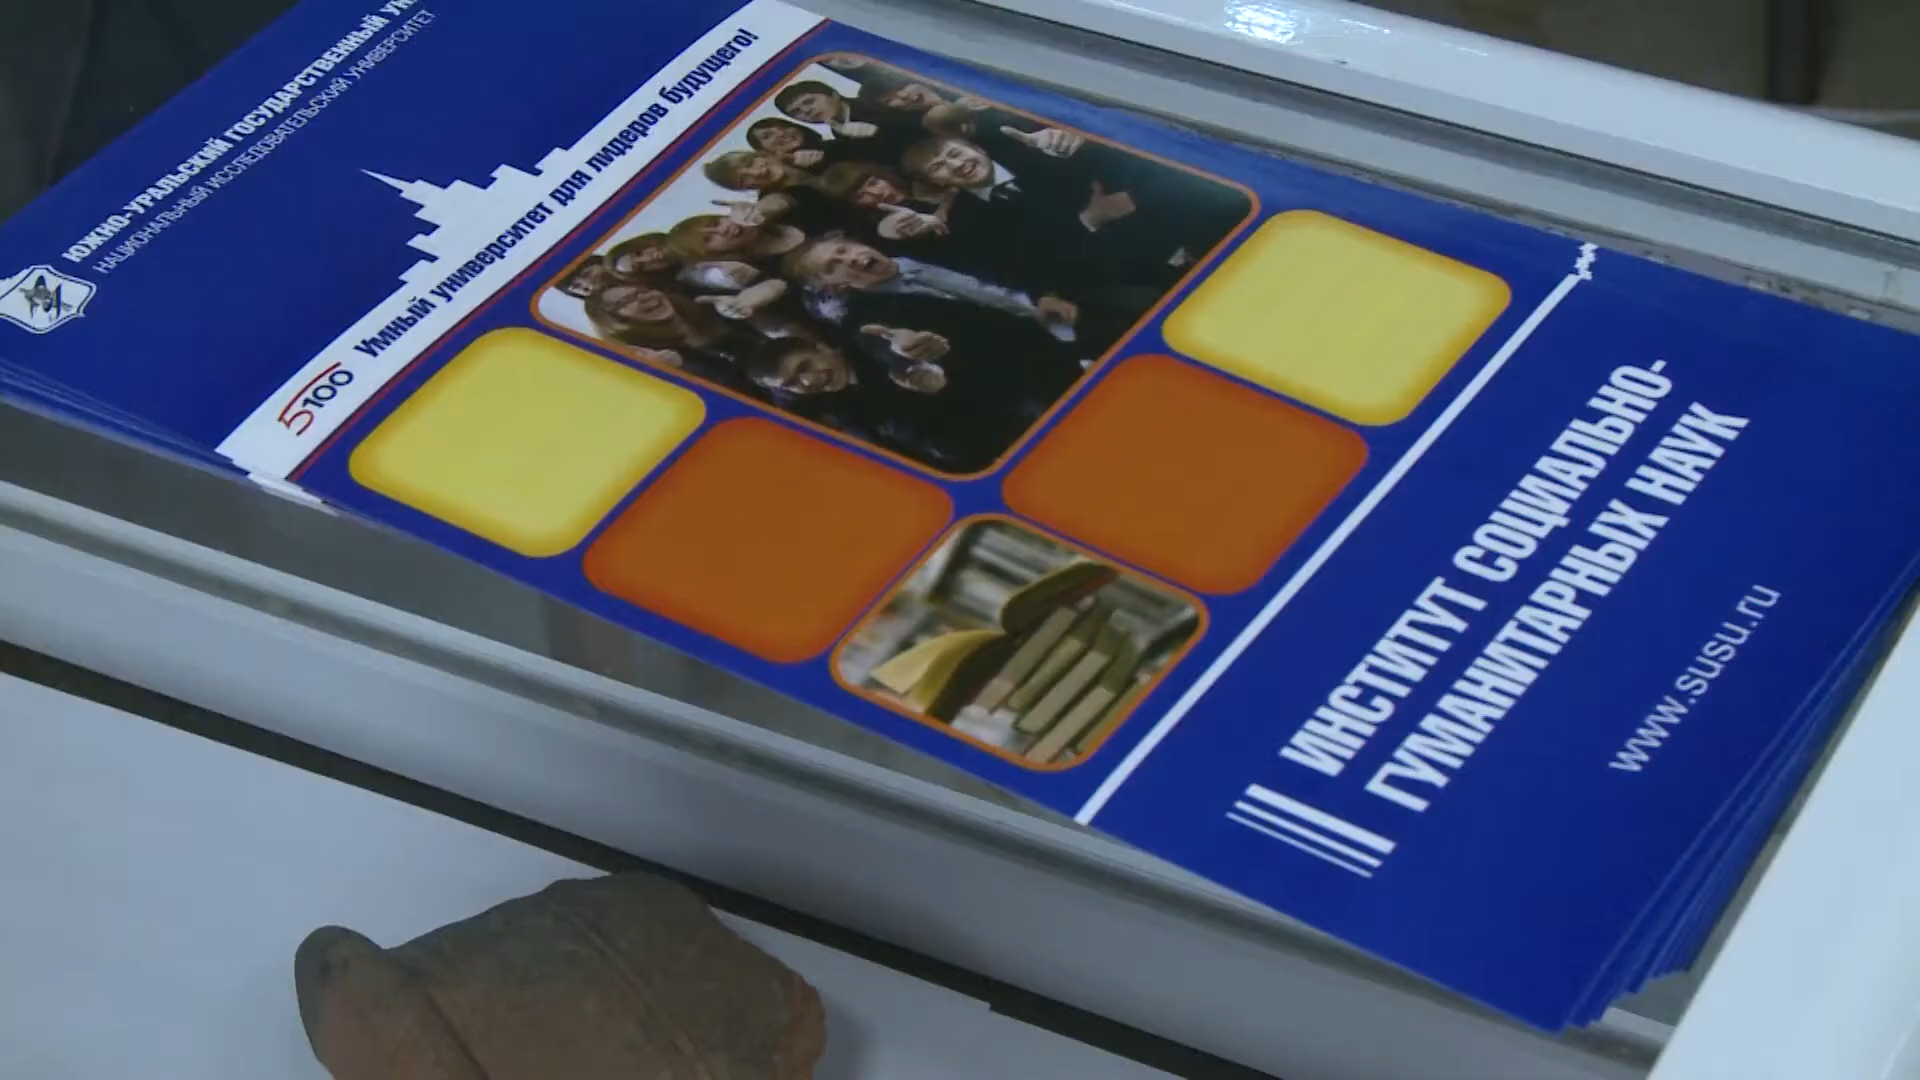 ЮЖНО-УРАЛЬСКИЙ ГОСУДАРСТВЕННЫЙ
НАЦИОНАЛЬНЫЙ ИССЛЕДОВАТЕЛЬСКИЙ УНИВЕРСИТЕТ
5100 Умный университет для лидеров будущего!
ИНСТИТУТ СОЦИАЛЬНО-
ГУМАНИТАРНЫХ НАУК
www.susu.ru